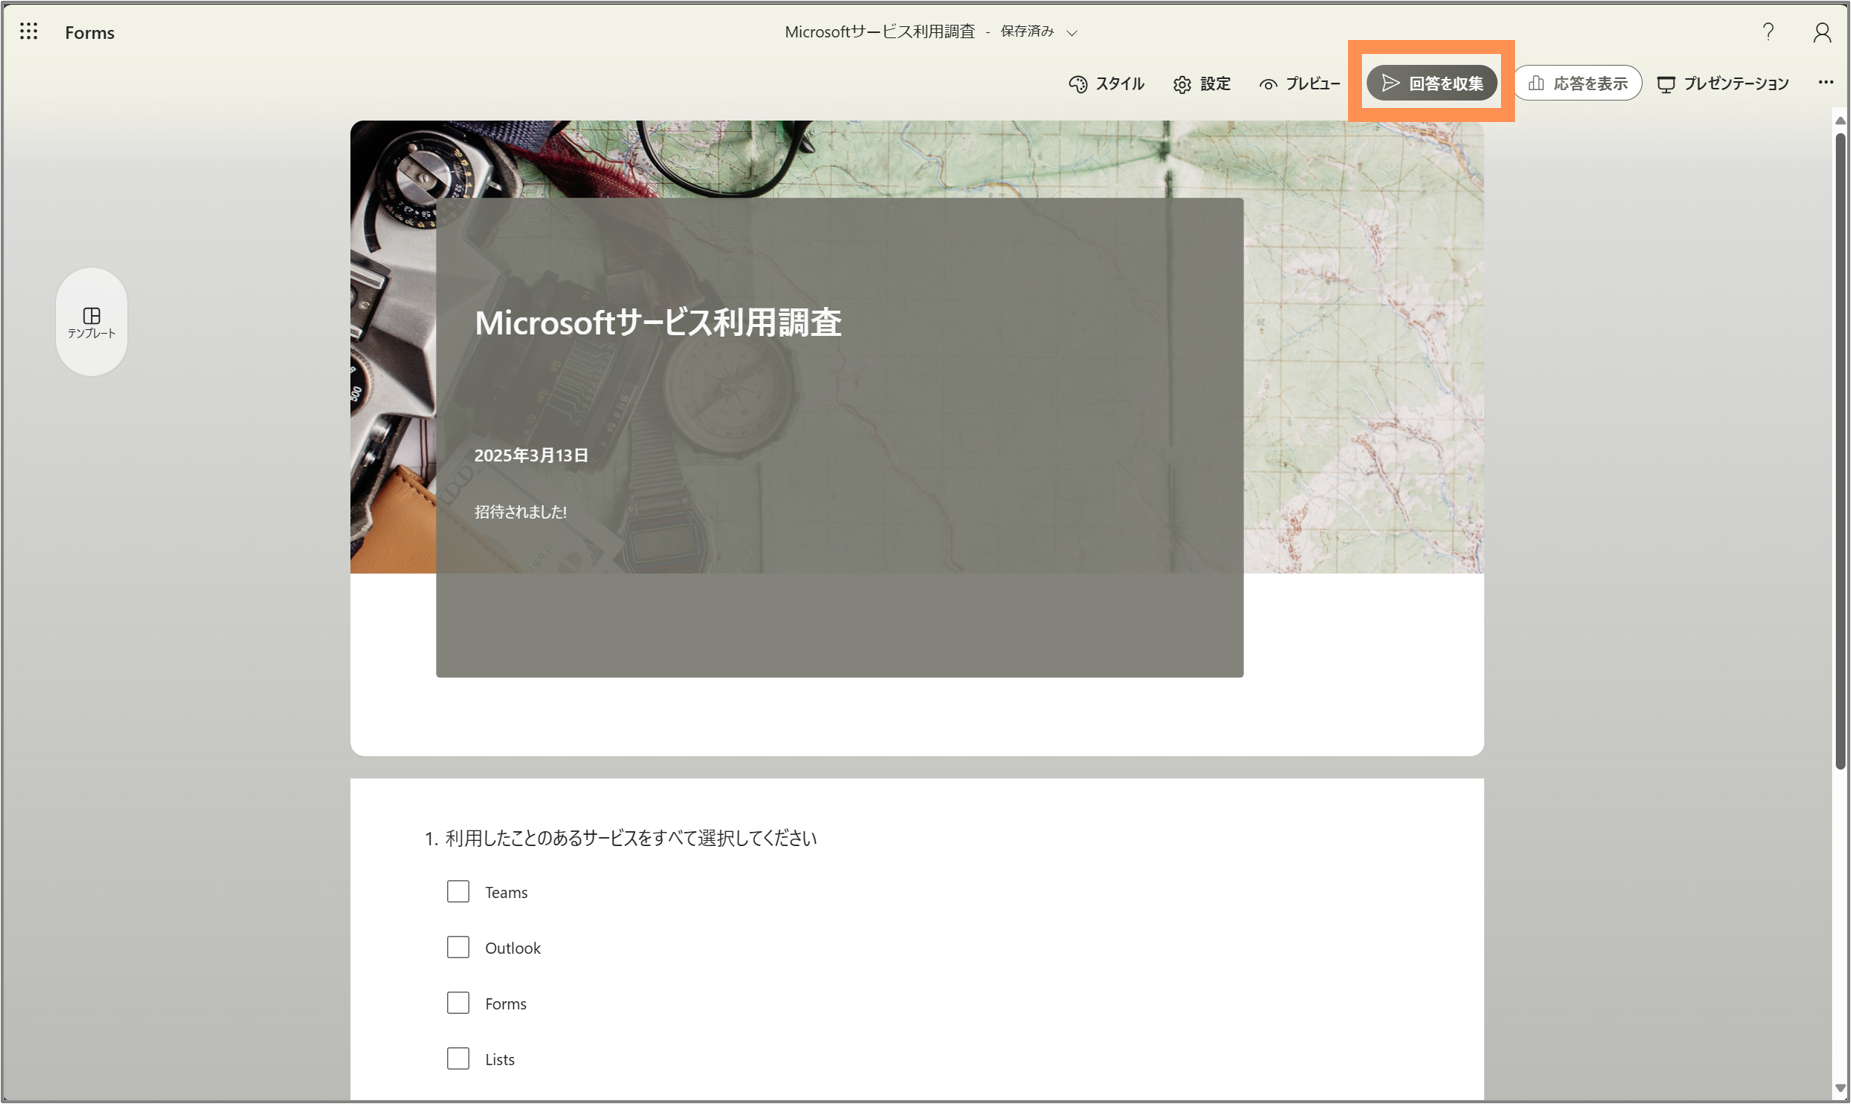 Forms
Microsoftサービス利用調査 - 保存済み
?
スタイル
設定
プレビュー
回答を収集
応答を表示
プレゼンテーション
テンプレート
Microsoftサービス利用調査
2025年3月13日
招待されました!
1. 利用したことのあるサービスをすべて選択してください
Teams
Outlook
Forms
Lists